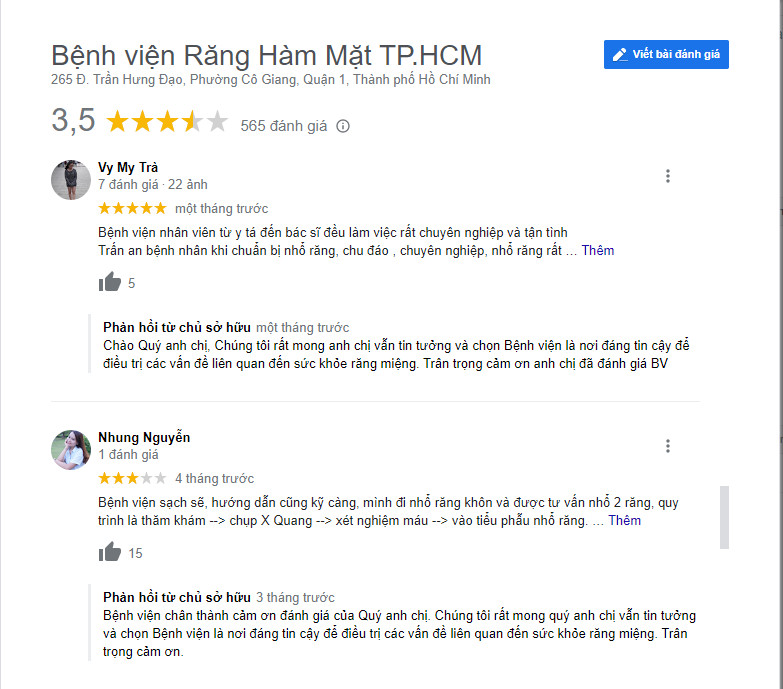 Bệnh viện Răng Hàm Mặt TP.HCM
Viết bài đánh giá
265 Đ. Trần Hưng Đạo, Phường Cô Giang, Quận 1, Thành phố Hồ Chí Minh
3,5 565 đánh giá
Vy My Trà
7 đánh giá · 22 ảnh
một tháng trước
Bệnh viện nhân viên từ y tá đến bác sĩ đều làm việc rất chuyên nghiệp và tận tình
Trấn an bệnh nhân khi chuẩn bị nhổ răng, chu đáo , chuyên nghiệp, nhổ răng rất … Thêm
5
Phản hồi từ chủ sở hữu một tháng trước
Chào Quý anh chị, Chúng tôi rất mong anh chị vẫn tin tưởng và chọn Bệnh viện là nơi đáng tin cậy để
điều trị các vấn đề liên quan đến sức khỏe răng miệng. Trân trọng cảm ơn anh chị đã đánh giá BV
Nhung Nguyễn
1 đánh giá
4 tháng trước
Bệnh viện sạch sẽ, hướng dẫn cũng kỹ càng, mình đi nhổ răng khôn và được tư vấn nhổ 2 răng, quy
trình là thăm khám --> chụp X Quang --> xét nghiệm máu --> vào tiểu phẫu nhổ răng. … Thêm
15
Phản hồi từ chủ sở hữu 3 tháng trước
Bệnh viện chân thành cảm ơn đánh giá của Quý anh chị. Chúng tôi rất mong quý anh chị vẫn tin tưởng
và chọn Bệnh viện là nơi đáng tin cậy để điều trị các vấn đề liên quan đến sức khỏe răng miệng. Trân
trọng cảm ơn.